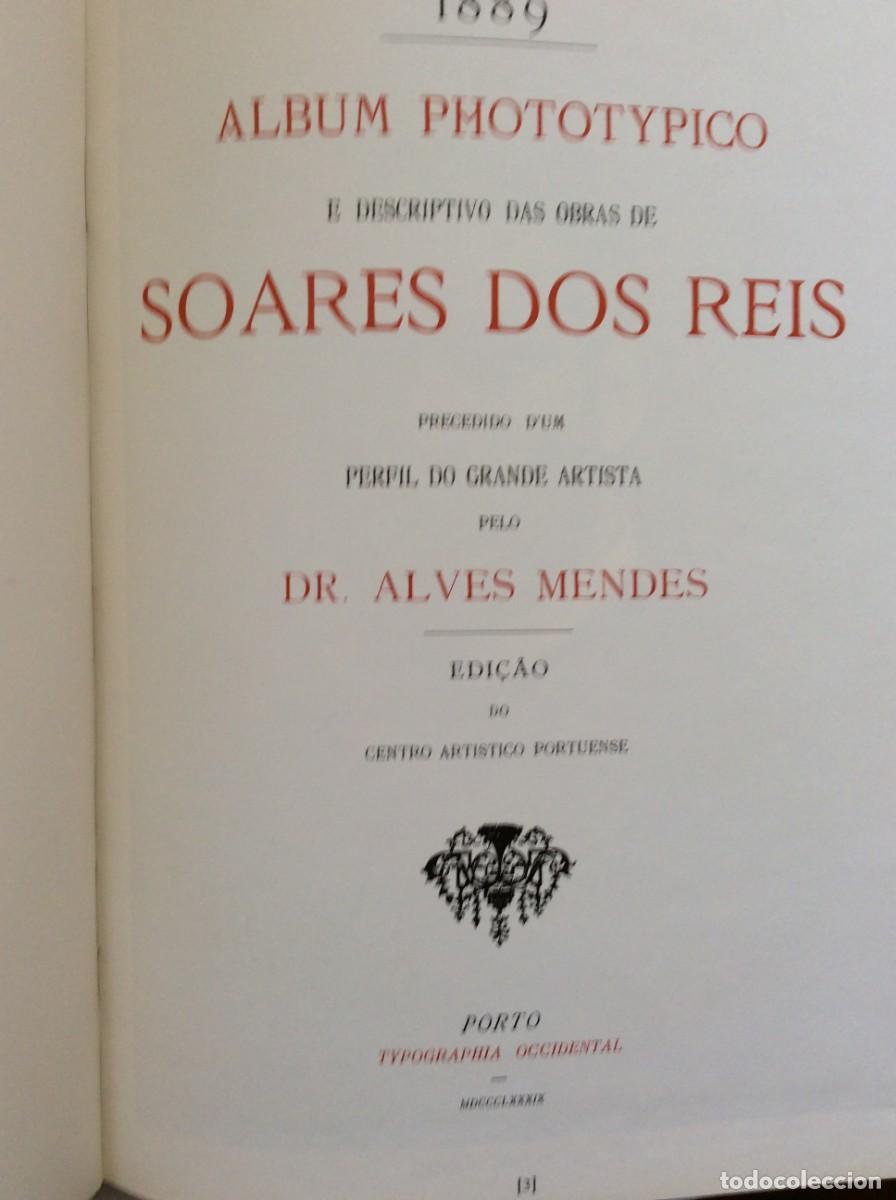 1889
ALBUM PHOTOTYPICO
E DESCRIPTIVO DAS OBRAS DE
SOARES DOS REIS
PRECEDIDO D'UM
PERFIL DO GRANDE ARTISTA
PELO
DR. ALVES MENDES
EDIÇÃO
DO
CENTRO ARTISTICO PORTUENSE
PORTO
TYPOGRAPHIA OCCIDENTAL
MDCCCLXXXIX
[3]
todocoleccion